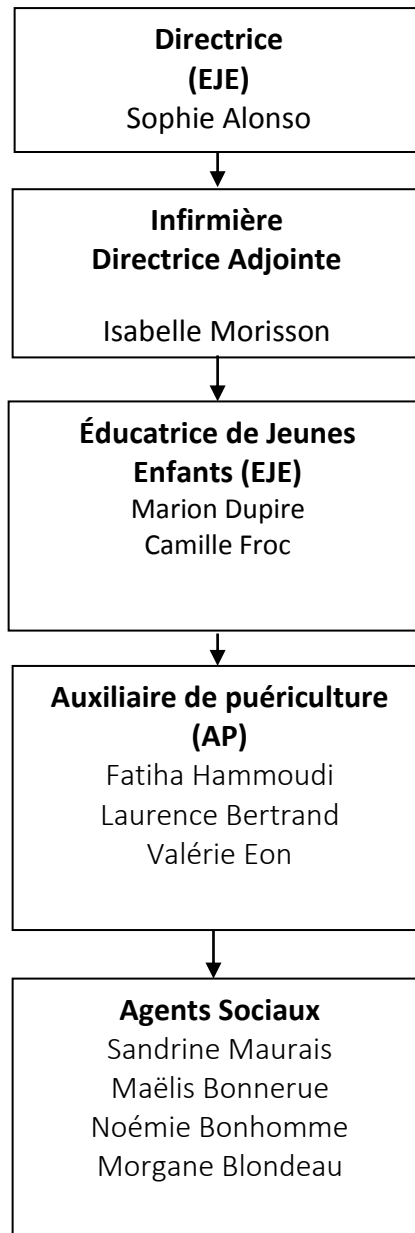 Directrice
(EJE)
Sophie Alonso
Infirmière
Directrice Adjointe
Isabelle Morisson
Éducatrice de Jeunes
Enfants (EJE)
Marion Dupire
Camille Froc
Auxiliaire de puériculture
(AP)
Fatiha Hammoudi
Laurence Bertrand
Valérie Eon
Agents Sociaux
Sandrine Maurais
Maëlis Bonnerue
Noémie Bonhomme
Morgane Blondeau